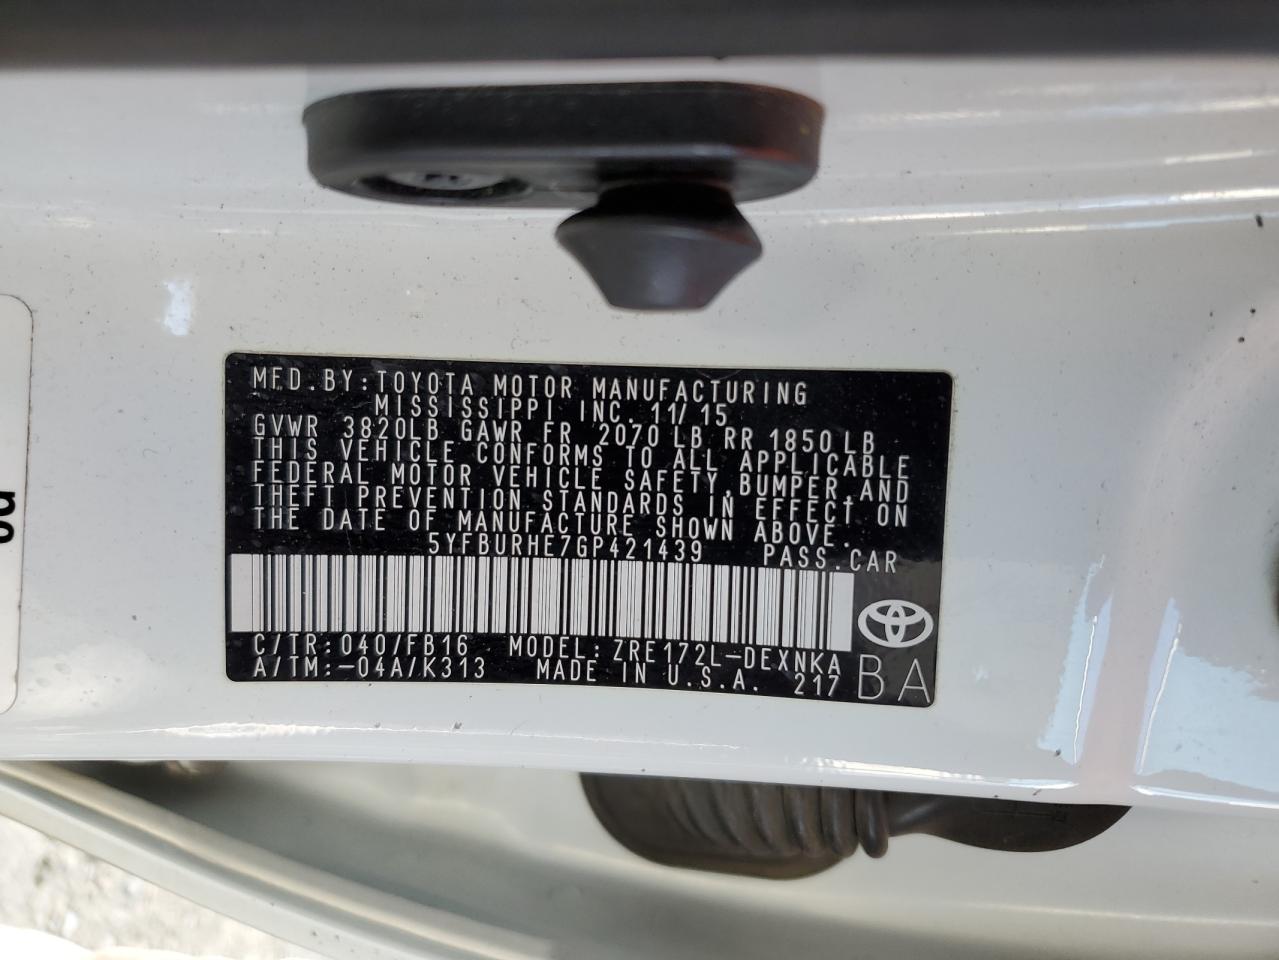 MFD.BY:TOYOTA MOTOR MANUFACTURING
MISSISSIPPI INC. 11/15
GVWR 3820LB GAWR FR 2070 LB RR 1850 LB
THIS VEHICLE CONFORMS TO ALL APPLICABLE
FEDERAL MOTOR VEHICLE SAFETY,BUMPER,AND
THEFT PREVENTION STANDARDS IN EFFECT ON
THE DATE OF MANUFACTURE SHOWN ABOVE.
5YFBURHE7GP421439 PASS.CAR
C/TR:040/FB16 MODEL:ZRE172L-DEXNKA
A/TM:-04A/K313 MADE IN U.S.A. 217
BA